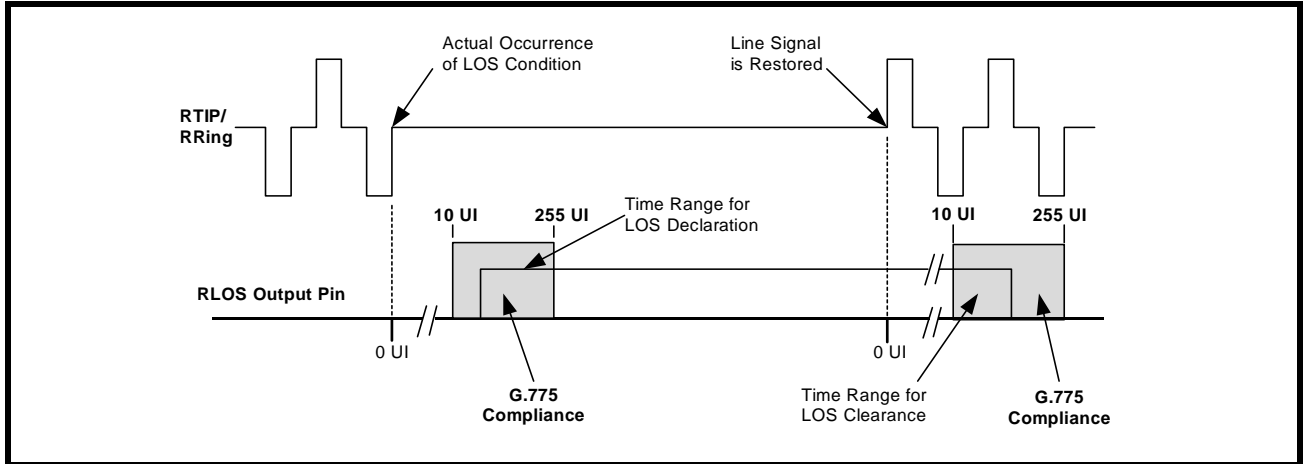 Actual Occurrence
of LOS Condition
Line Signal
is Restored
RTIP/
RRing
10 UI
255 UI
Time Range for
LOS Declaration
10 UI
255 UI
RLOS Output Pin
0 UI
0 UI
G.775
Compliance
Time Range for
LOS Clearance
G.775
Compliance